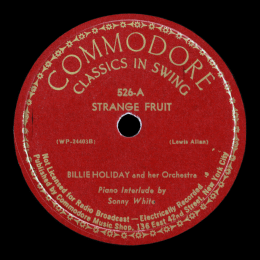 COMMODORE
CLASSICS IN SWING
526-A
STRANGE FRUIT
(WP-24403B) (Lewis Allan)
BILLIE HOLIDAY and her Orchestra
Piano Interlude by
Sonny White
Not Licensed for Radio Broadcast — Electrically Recorded
Published by Commodore Music Shop, 136 East 42nd Street, New York City